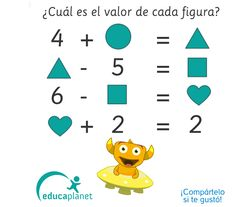 ¿Cuál es el valor de cada figura?
4 + =
- 5 =
6 - =
+ 2 = 2
educaplanet
¡Compártelo
si te gustó!